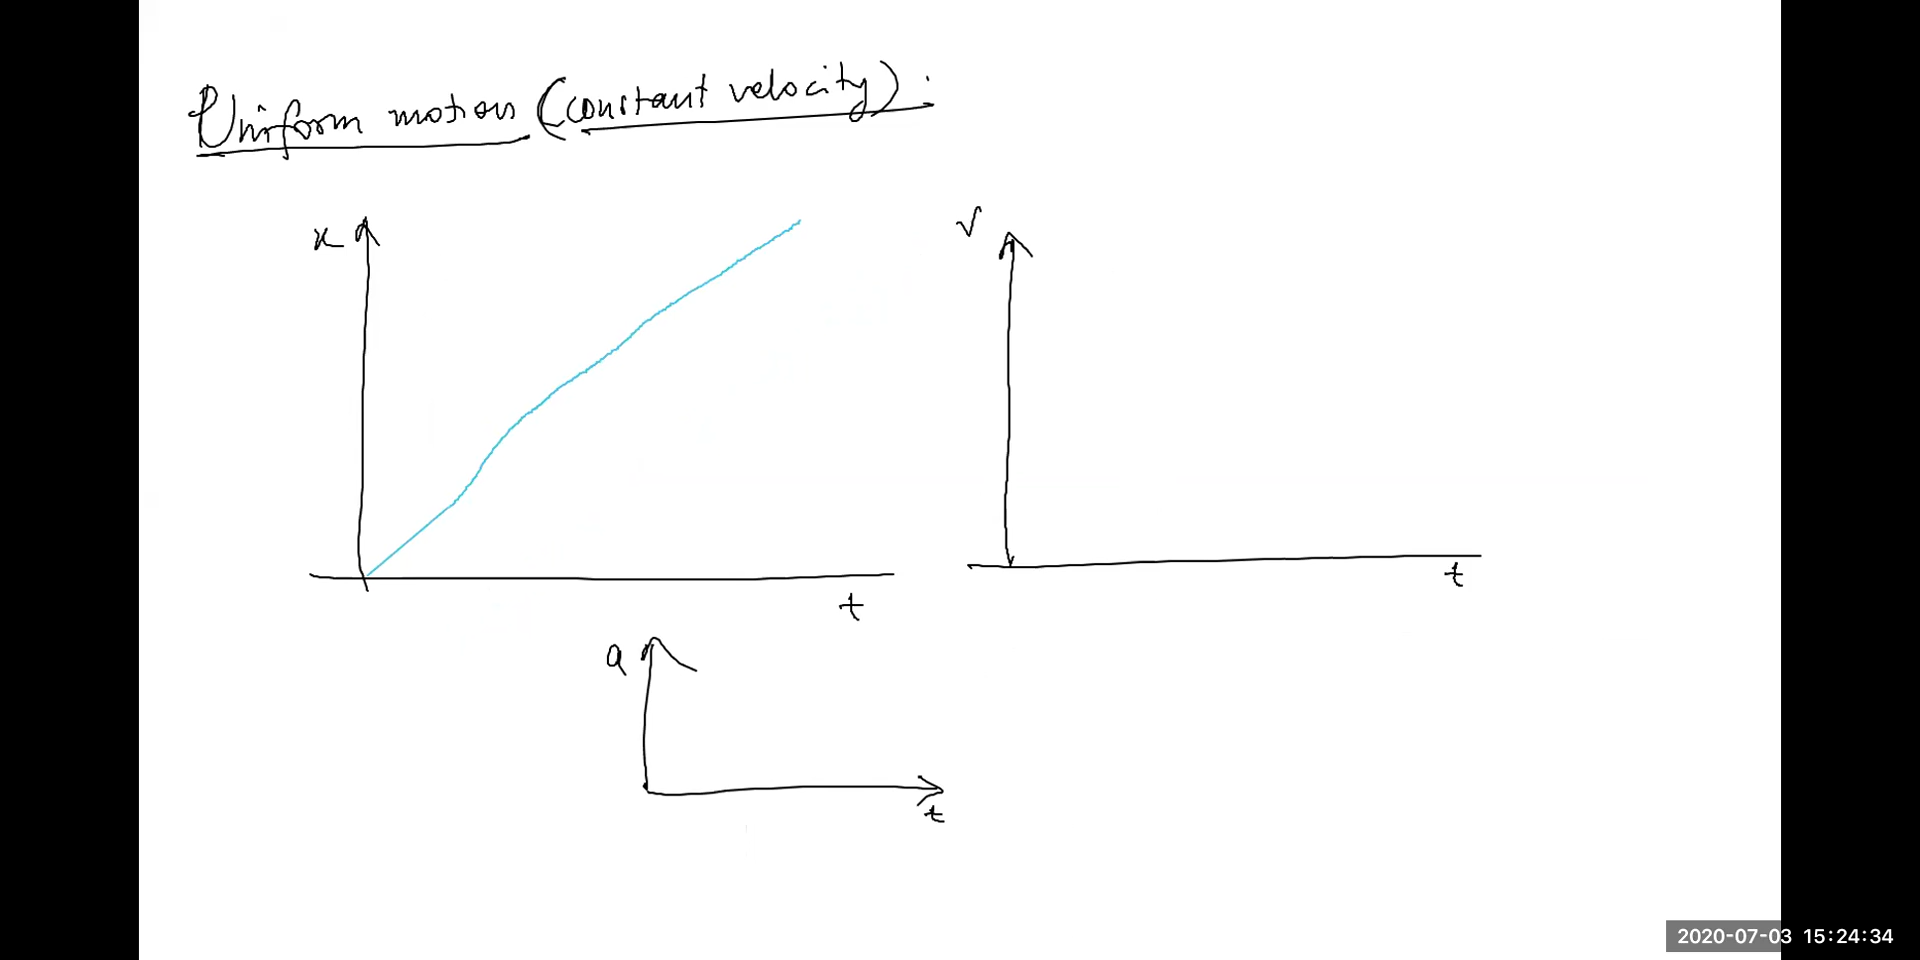 Uniform motion (constant velocity).
x
t
v
t
a
t
2020-07-03 15:24:34